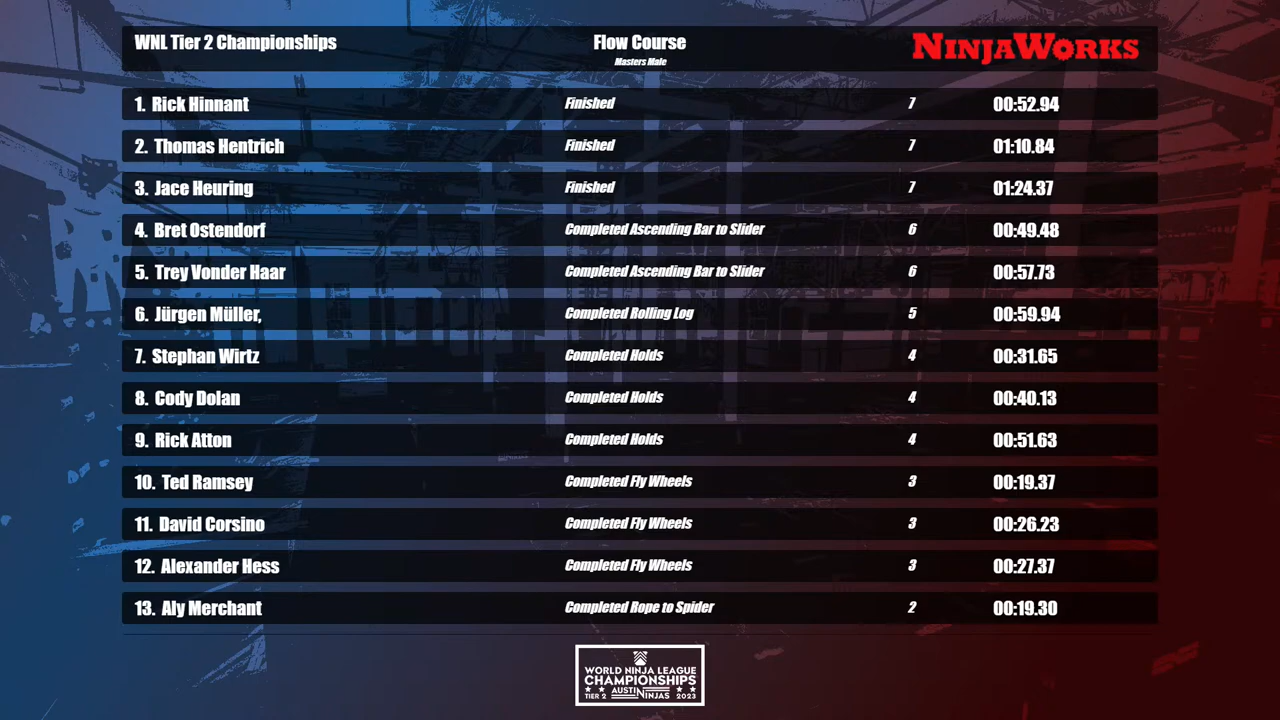 WNL Tier 2 Championships Flow Course NinjaWorks
Masters Male
1. Rick Hinnant Finished 7 00:52.94
2. Thomas Hentrich Finished 7 01:10.84
3. Jace Heuring Finished 7 01:24.37
4. Bret Ostendorf Completed Ascending Bar to Slider 6 00:49.48
5. Trey Vonder Haar Completed Ascending Bar to Slider 6 00:57.73
6. Jürgen Müller, Completed Rolling Log 5 00:59.94
7. Stephan Wirtz Completed Holds 4 00:31.65
8. Cody Dolan Completed Holds 4 00:40.13
9. Rick Atton Completed Holds 4 00:51.63
10. Ted Ramsey Completed Fly Wheels 3 00:19.37
11. David Corsino Completed Fly Wheels 3 00:26.23
12. Alexander Hess Completed Fly Wheels 3 00:27.37
13. Aly Merchant Completed Rope to Spider 2 00:19.30
WORLD NINJA LEAGUE
CHAMPIONSHIPS
TIER 2 AUSTIN NINJAS 2023